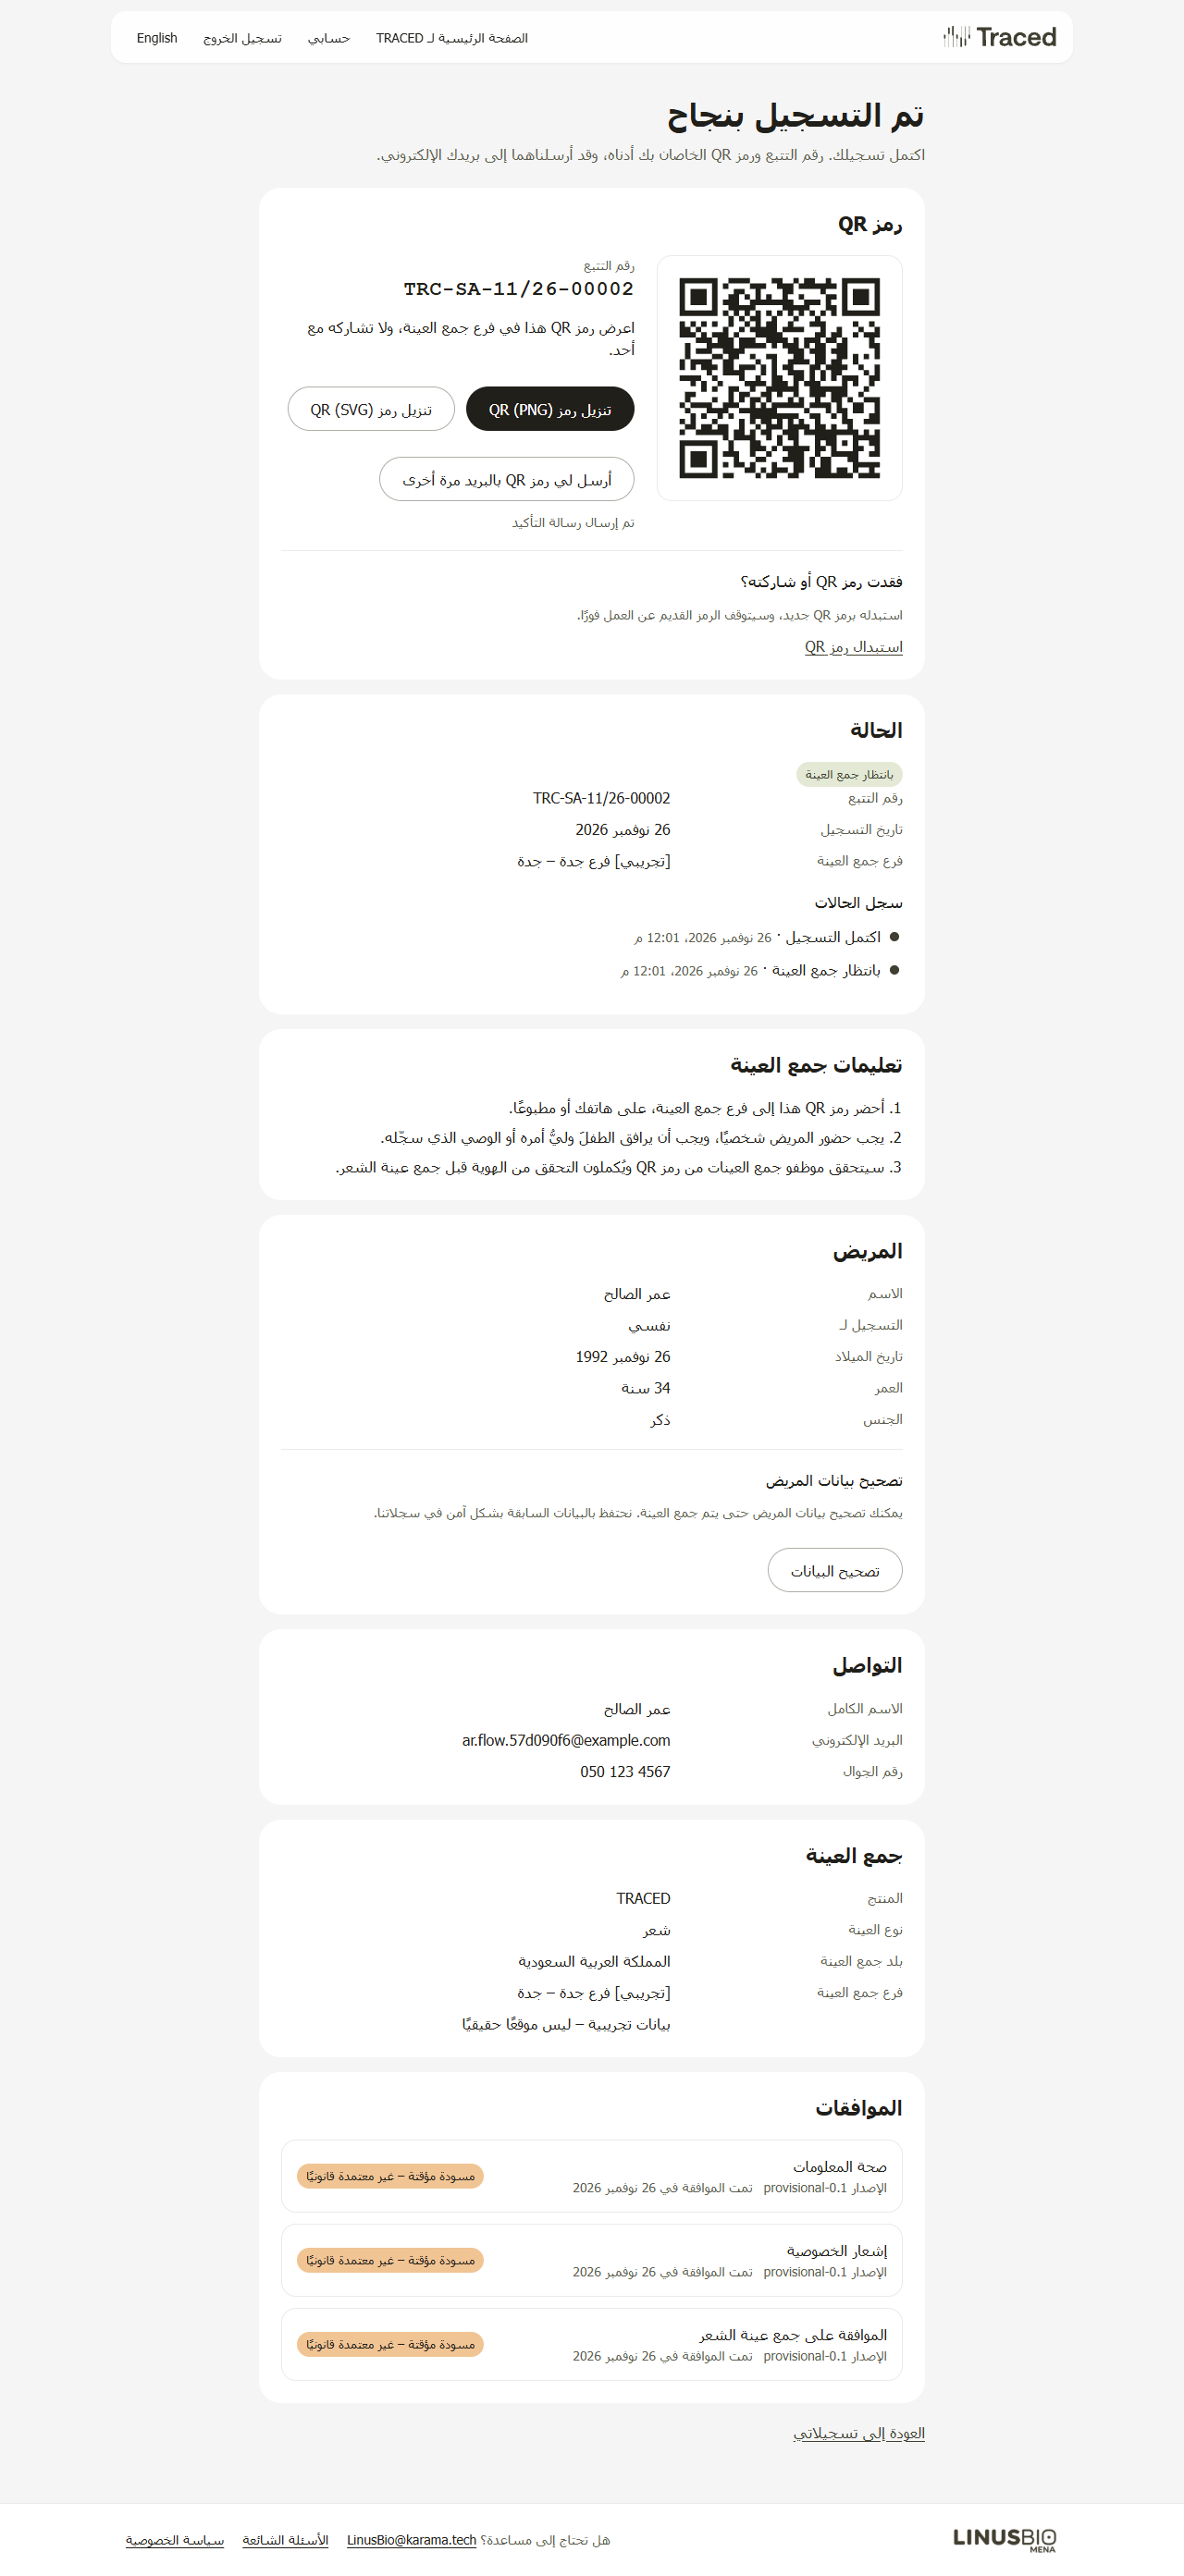 Traced
الصفحة الرئيسية لـ TRACED
حسابي
تسجيل الخروج
English
تم التسجيل بنجاح
اكتمل تسجيلك. رقم التتبع ورمز QR الخاصان بك أدناه، وقد أرسلناهما إلى بريدك الإلكتروني.
رمز QR
رقم التتبع
TRC-SA-11/26-00002
اعرض رمز QR هذا في فرع جمع العينة، ولا تشاركه مع
أحد.
تنزيل رمز QR (PNG)
تنزيل رمز QR (SVG)
أرسل لي رمز QR بالبريد مرة أخرى
تم إرسال رسالة التأكيد
فقدت رمز QR أو شاركته؟
استبدله برمز QR جديد، وسيتوقف الرمز القديم عن العمل فورًا.
استبدال رمز QR
الحالة
بانتظار جمع العينة
رقم التتبع TRC-SA-11/26-00002
تاريخ التسجيل 26 نوفمبر 2026
فرع جمع العينة [تجريبي] فرع جدة – جدة
سجل الحالات
اكتمل التسجيل · 26 نوفمبر 2026، 12:01 م
بانتظار جمع العينة · 26 نوفمبر 2026، 12:01 م
تعليمات جمع العينة
1. أحضر رمز QR هذا إلى فرع جمع العينة، على هاتفك أو مطبوعًا.
2. يجب حضور المريض شخصيًا، ويجب أن يرافق الطفلَ وليُّ أمره أو الوصي الذي سجّله.
3. سيتحقق موظفو جمع العينات من رمز QR ويُكملون التحقق من الهوية قبل جمع عينة الشعر.
المريض
الاسم عمر الصالح
التسجيل لـ نفسي
تاريخ الميلاد 26 نوفمبر 1992
العمر 34 سنة
الجنس ذكر
تصحيح بيانات المريض
يمكنك تصحيح بيانات المريض حتى يتم جمع العينة. نحتفظ بالبيانات السابقة بشكل آمن في سجلاتنا.
تصحيح البيانات
التواصل
الاسم الكامل عمر الصالح
البريد الإلكتروني ar.flow.57d090f6@example.com
رقم الجوال 050 123 4567
جمع العينة
المنتج TRACED
نوع العينة شعر
بلد جمع العينة المملكة العربية السعودية
فرع جمع العينة [تجريبي] فرع جدة – جدة
بيانات تجريبية – ليس موقعًا حقيقيًا
الموافقات
صحة المعلومات
الإصدار provisional-0.1 تمت الموافقة في 26 نوفمبر 2026
مسودة مؤقتة – غير معتمدة قانونيًا
إشعار الخصوصية
الإصدار provisional-0.1 تمت الموافقة في 26 نوفمبر 2026
مسودة مؤقتة – غير معتمدة قانونيًا
الموافقة على جمع عينة الشعر
الإصدار provisional-0.1 تمت الموافقة في 26 نوفمبر 2026
مسودة مؤقتة – غير معتمدة قانونيًا
العودة إلى تسجيلاتي
LINUSBIO
MENA
هل تحتاج إلى مساعدة؟ LinusBio@karama.tech
الأسئلة الشائعة
سياسة الخصوصية